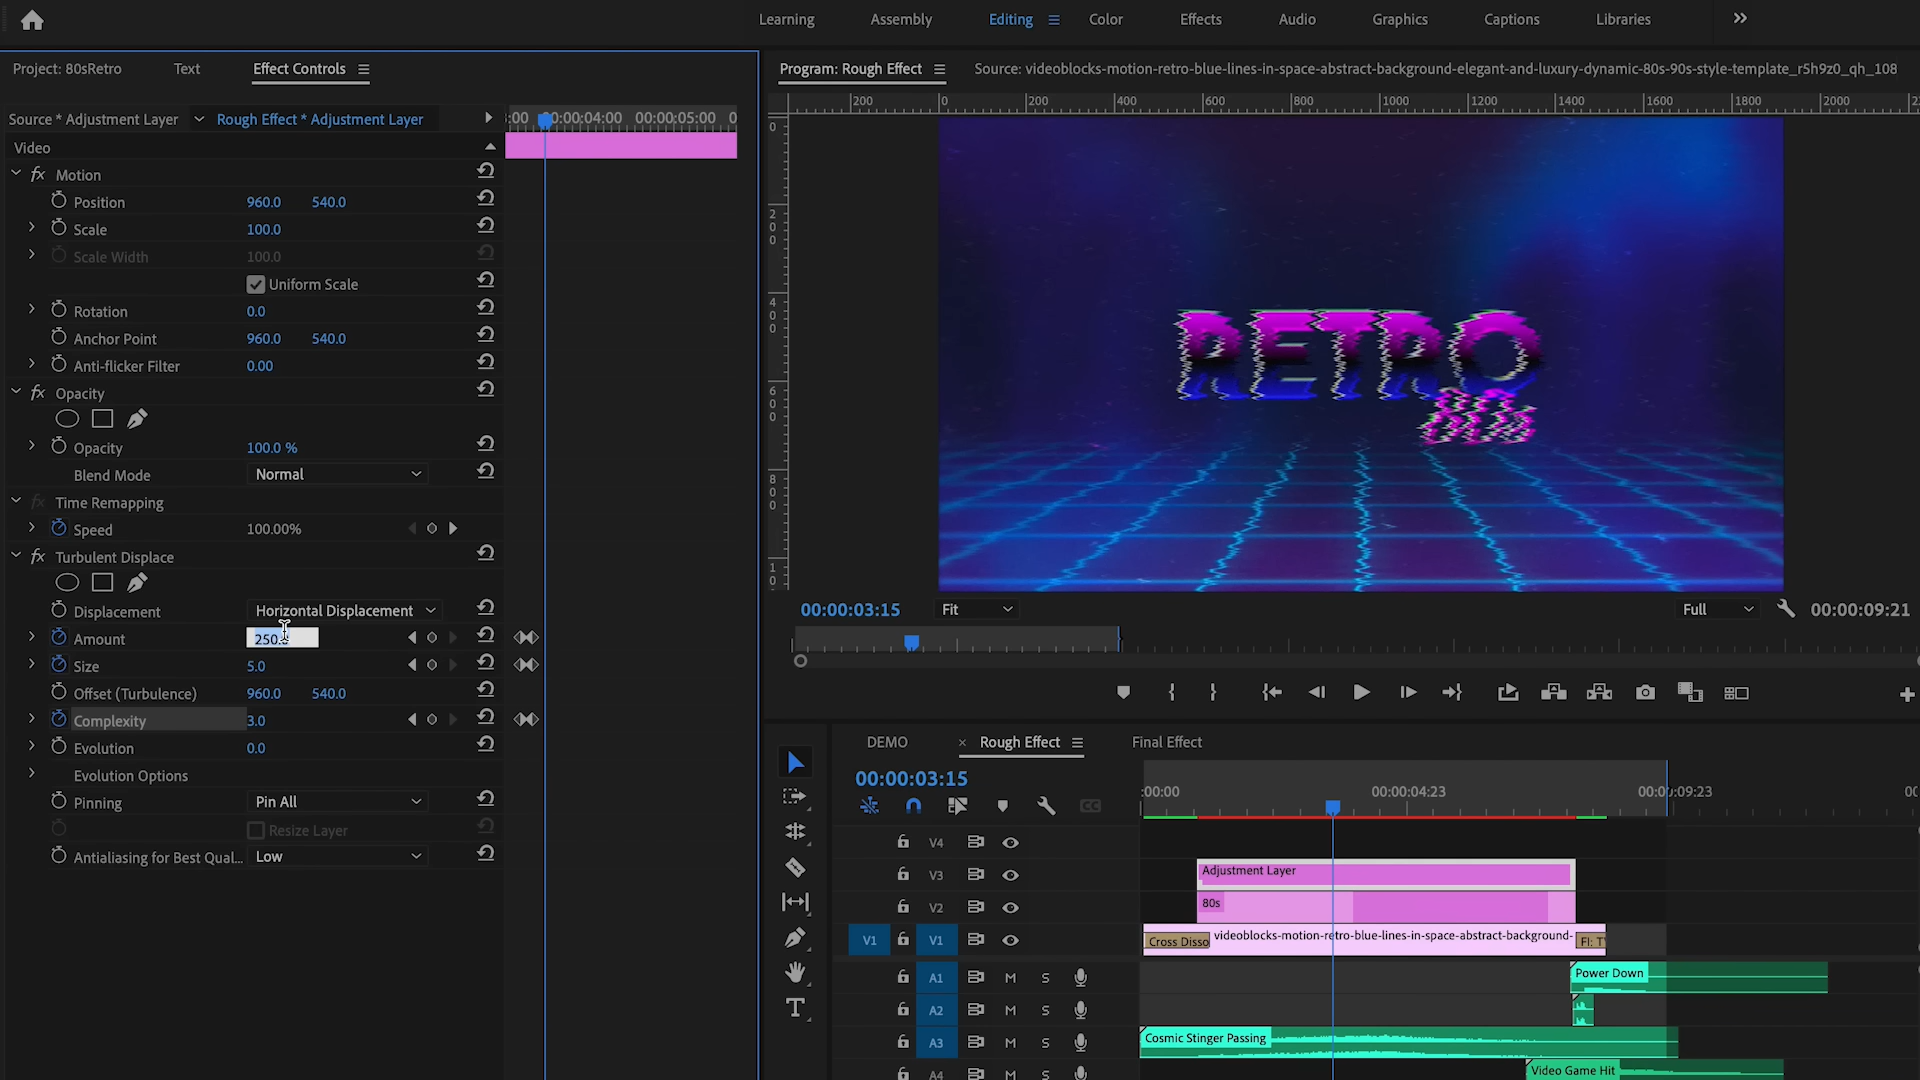 Learning Assembly Editing Color Effects Audio Graphics Captions Libraries
Project: 80sRetro Text Effect Controls
Source * Adjustment Layer Rough Effect * Adjustment Layer
:00 00:00:04:00 00:00:05:00 0
Video
Motion
Position 960.0 540.0
Scale 100.0
Scale Width 100.0
Uniform Scale
Rotation 0.0
Anchor Point 960.0 540.0
Anti-flicker Filter 0.00
Opacity
Opacity 100.0 %
Blend Mode Normal
Time Remapping
Speed 100.00%
Turbulent Displace
Displacement Horizontal Displacement
Amount 250.
Size 5.0
Offset (Turbulence) 960.0 540.0
Complexity 3.0
Evolution 0.0
Evolution Options
Pinning Pin All
Resize Layer
Antialiasing for Best Qual... Low
Program: Rough Effect Source: videoblocks-motion-retro-blue-lines-in-space-abstract-background-elegant-and-luxury-dynamic-80s-90s-style-template_r5h9z0_qh_108
200 0 200 400 600 800 1000 1200 1400 1600 1800 2000
0
200
400
600
800
10
RETRO
80s
00:00:03:15 Fit Full 00:00:09:21
DEMO Rough Effect Final Effect
00:00:03:15
:00:00 00:00:04:23 00:00:09:23
CC
V4
V3 Adjustment Layer
V2 80s
V1 V1 Cross Disso videoblocks-motion-retro-blue-lines-in-space-abstract-background-
A1 M S Power Down
A2 M S
A3 M S Cosmic Stinger Passing
A4 M S Video Game Hit